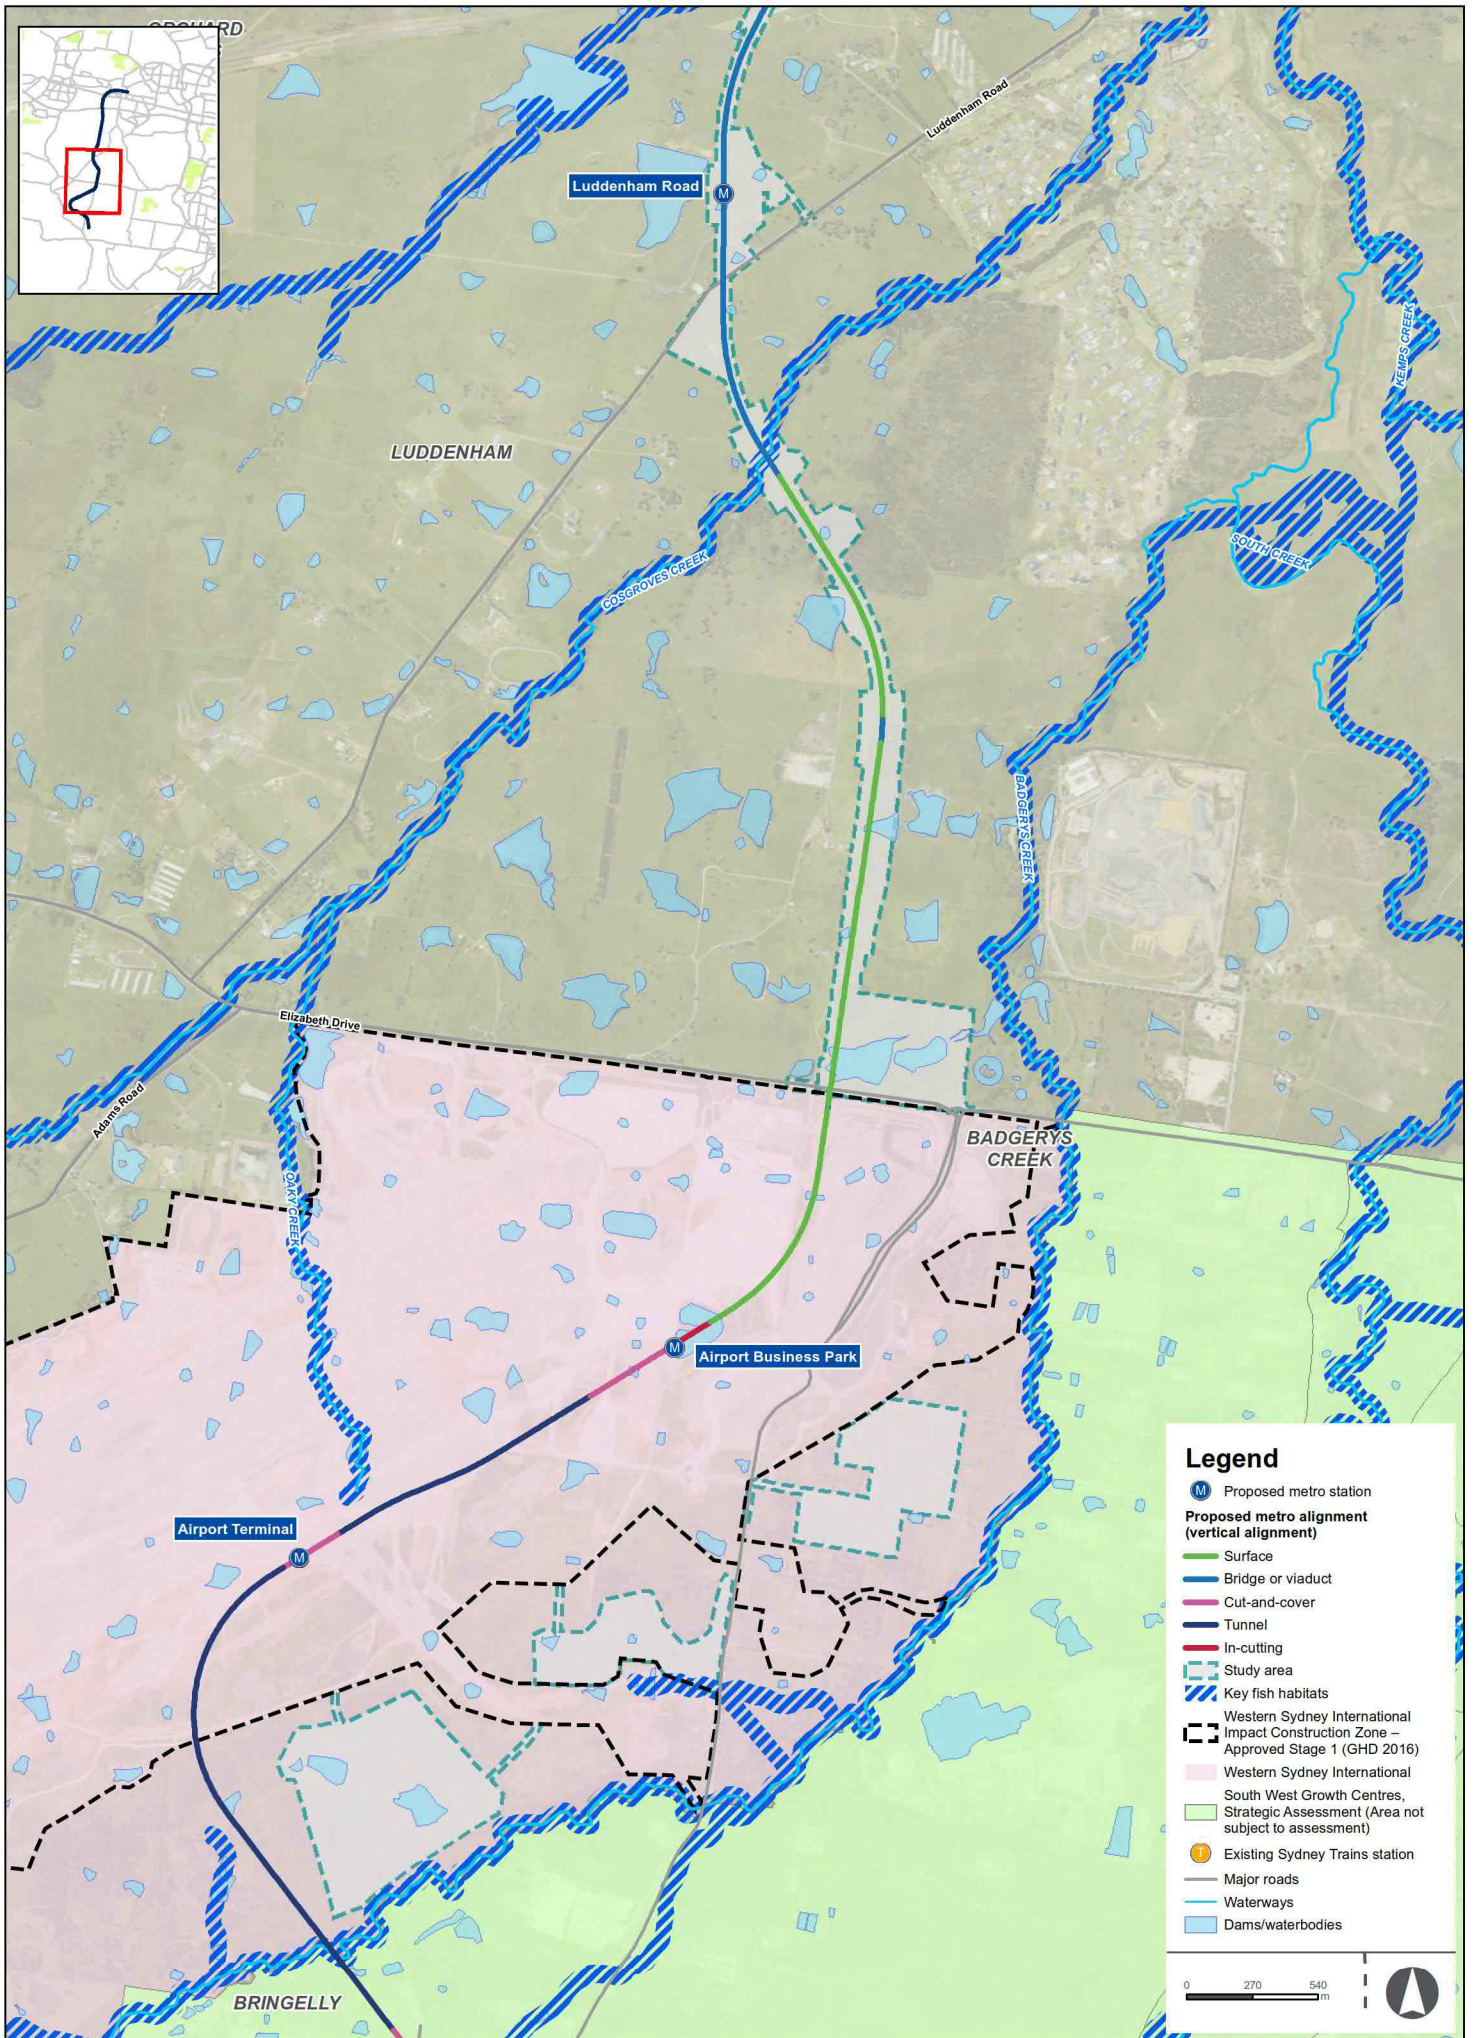 ORCHARD
Luddenham Road
Luddenham Road
M
KEMPS CREEK
LUDDENHAM
SOUTH CREEK
COSGROVES CREEK
BADGERYS CREEK
Elizabeth Drive
Adams Road
BADGERYS
CREEK
OAKY CREEK
M
Airport Business Park
Airport Terminal
M
BRINGELLY
Legend
M Proposed metro station
Proposed metro alignment
(vertical alignment)
Surface
Bridge or viaduct
Cut-and-cover
Tunnel
In-cutting
Study area
Key fish habitats
Western Sydney International
Impact Construction Zone –
Approved Stage 1 (GHD 2016)
Western Sydney International
South West Growth Centres,
Strategic Assessment (Area not
subject to assessment)
T Existing Sydney Trains station
Major roads
Waterways
Dams/waterbodies
0 270 540
m